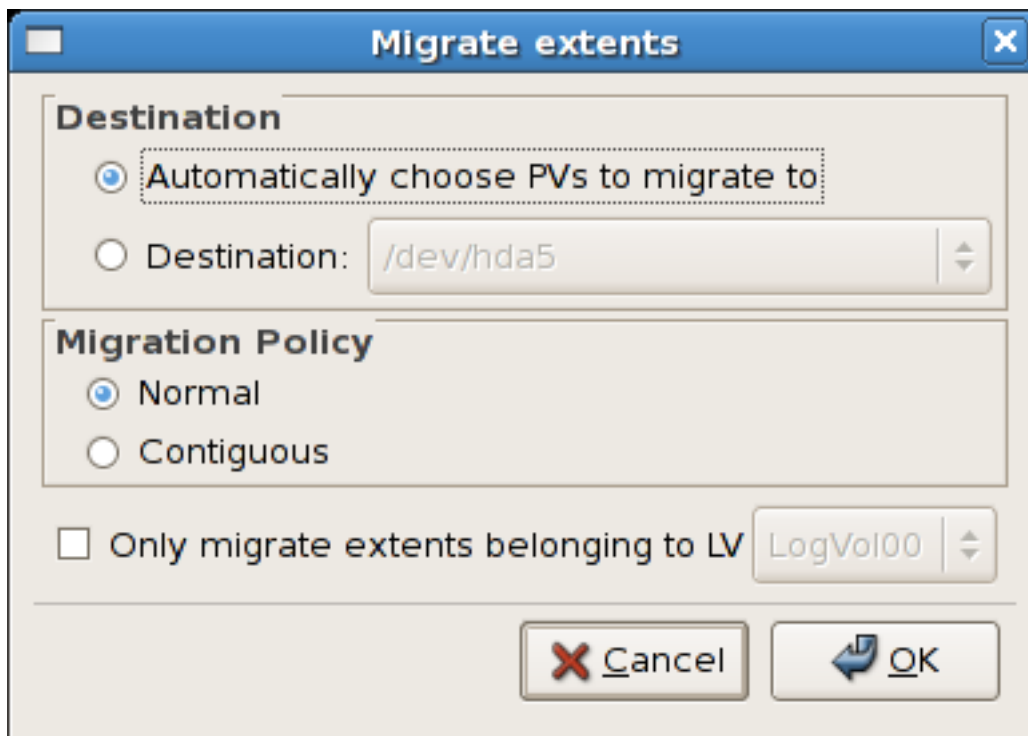 Migrate extents
Destination
Automatically choose PVs to migrate to
Destination: /dev/hda5
Migration Policy
Normal
Contiguous
Only migrate extents belonging to LV LogVol00
Cancel OK